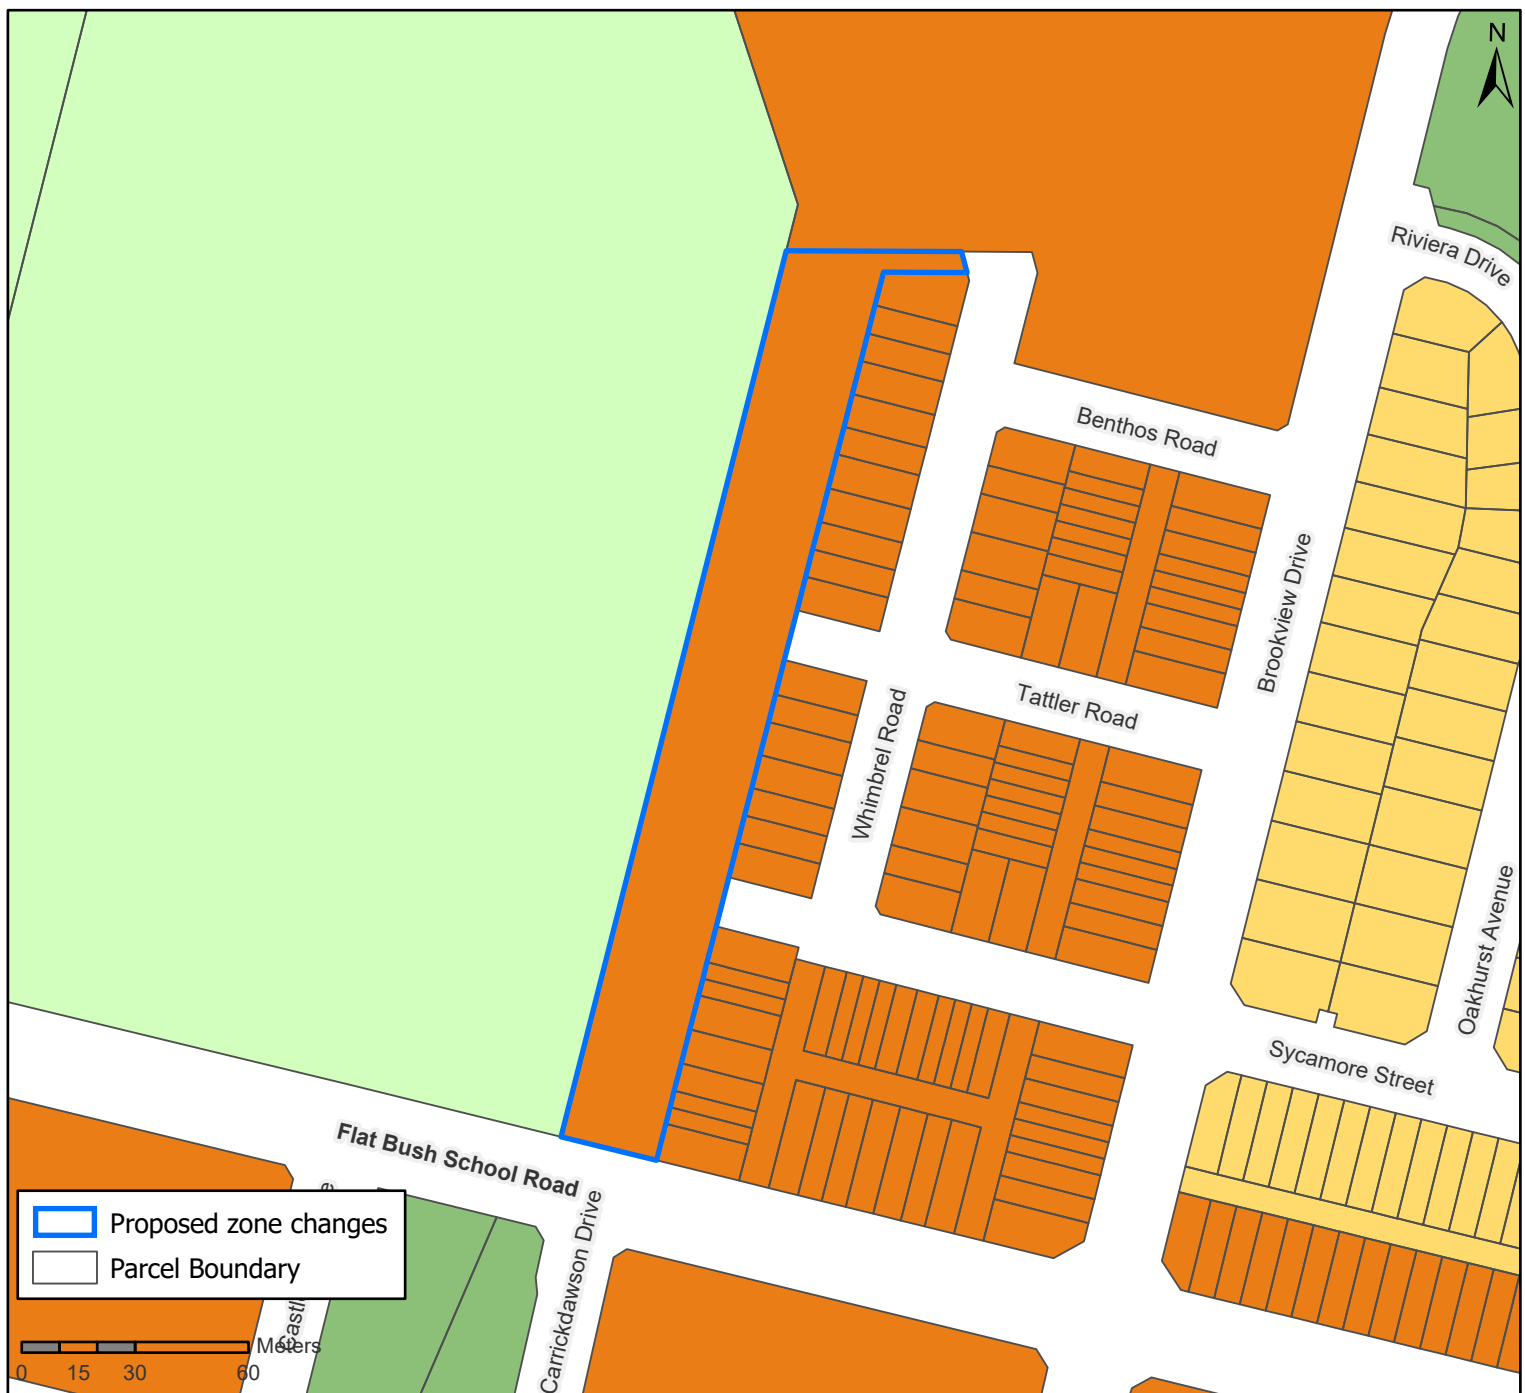 N
Riviera Drive
Benthos Road
Brookview Drive
Tattler Road
Whimbrel Road
Oakhurst Avenue
Sycamore Street
Flat Bush School Road
Carrickdawson Drive
Proposed zone changes
Parcel Boundary
Meters
0 15 30 60